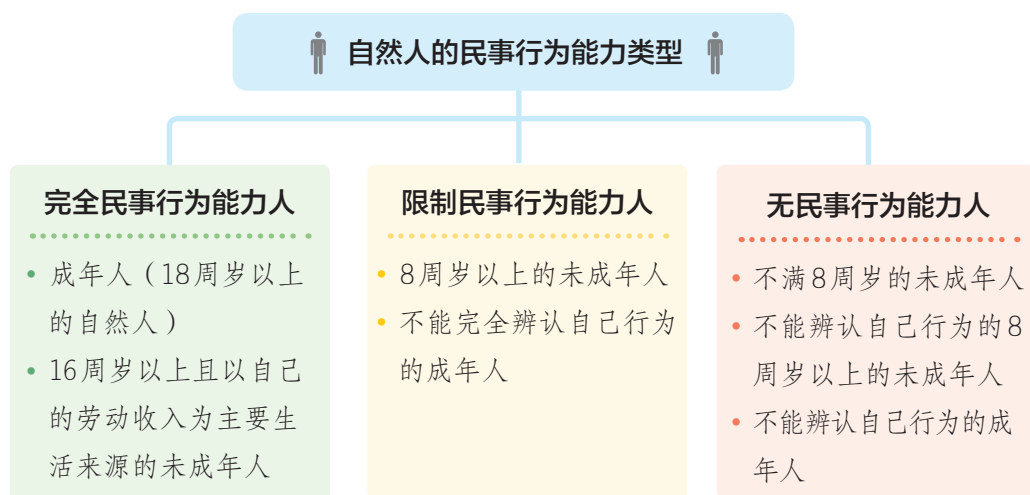 自然人的民事行为能力类型
完全民事行为能力人
• 成年人（18周岁以上
的自然人）
• 16周岁以上且以自己
的劳动收入为主要生
活来源的未成年人
限制民事行为能力人
• 8周岁以上的未成年人
• 不能完全辨认自己行为
的成年人
无民事行为能力人
• 不满8周岁的未成年人
• 不能辨认自己行为的8
周岁以上的未成年人
• 不能辨认自己行为的成
年人